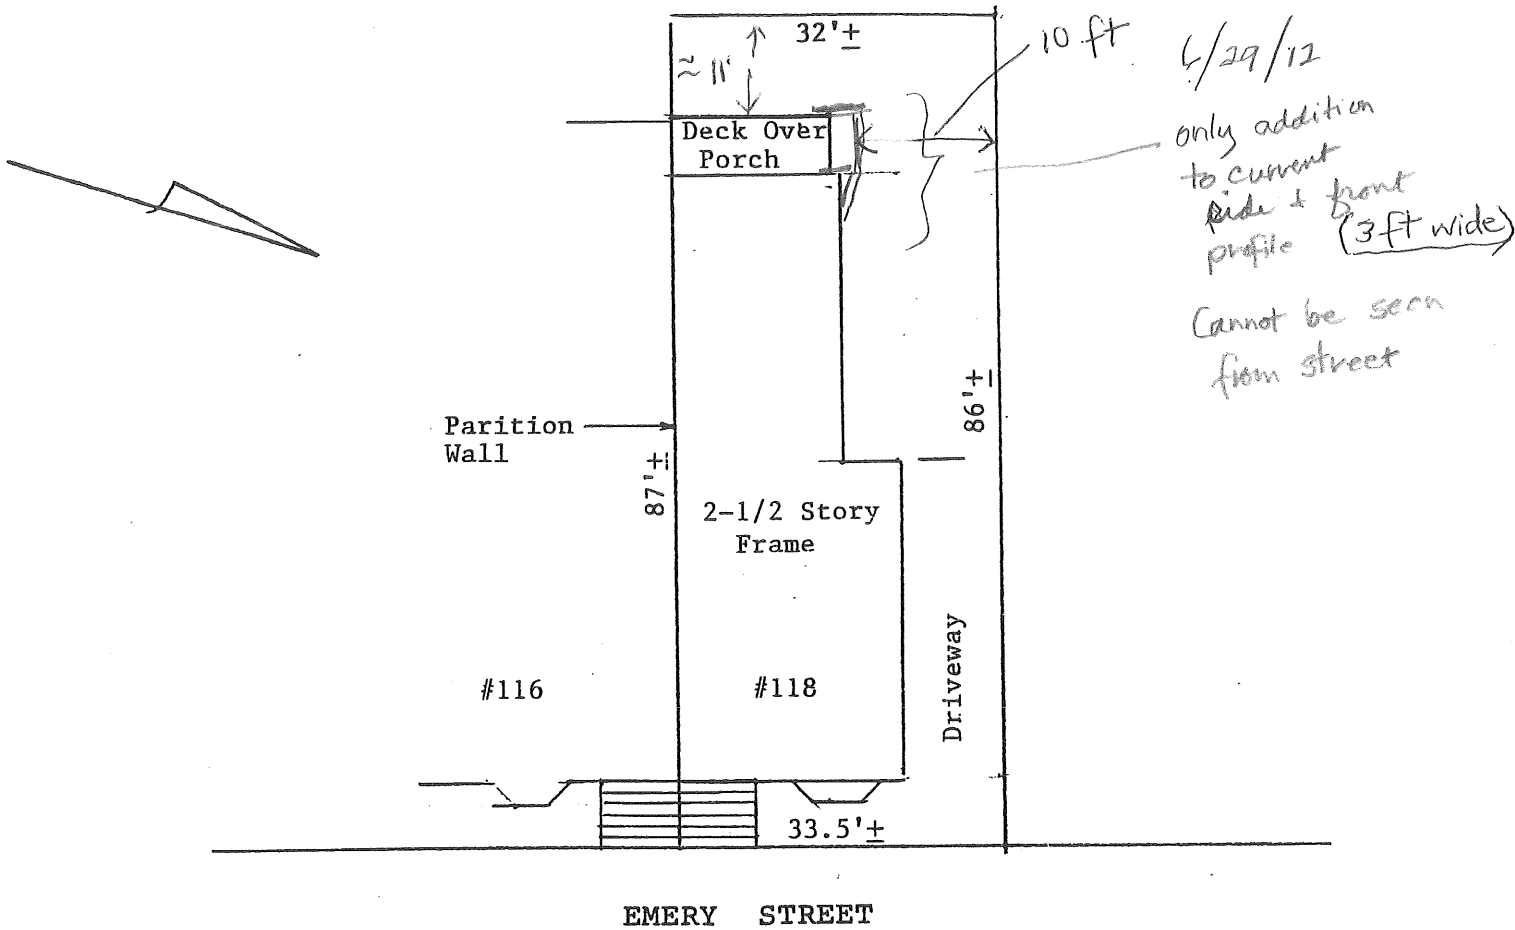 32'±
≈ 11'
10 ft
6/29/12
Deck Over
Porch
only addition
to current
side + front
profile (3 ft wide)
Cannot be seen
from street
86'±
Parition
Wall
87'±
2-1/2 Story
Frame
#116
#118
Driveway
33.5'±
EMERY STREET